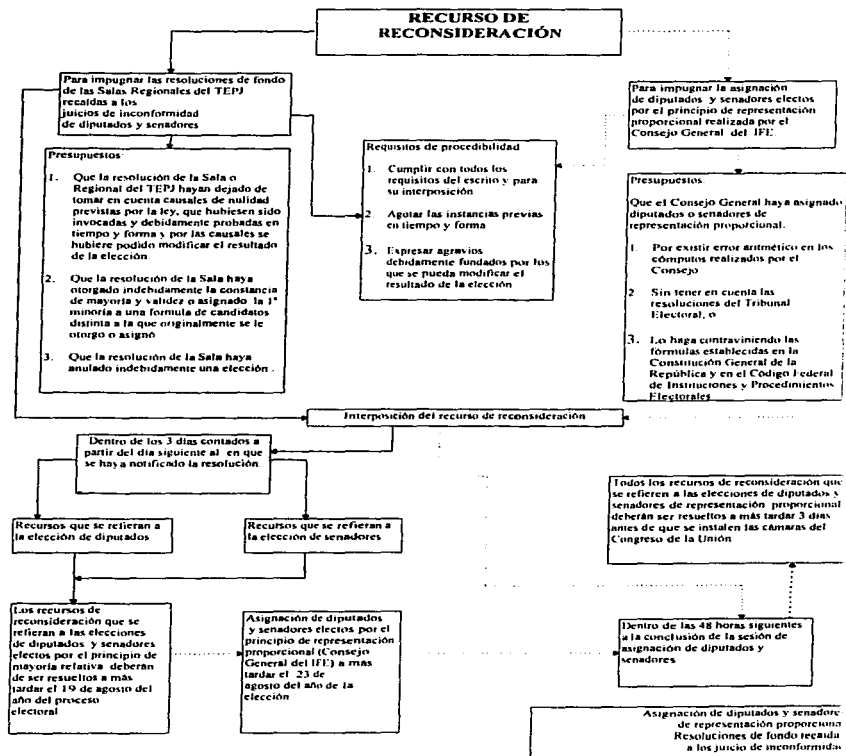 RECURSO DE
RECONSIDERACIÓN
Para impugnar las resoluciones de fondo
de las Salas Regionales del TEPJ
recaídas a los
juicios de inconformidad
de diputados y senadores
Para impugnar la asignación
de diputados y senadores electos
por el principio de representación
proporcional realizada por el
Consejo General del IFE.
Presupuestos
1. Que la resolución de la Sala o
Regional del TEPJ hayan dejado de
tomar en cuenta causales de nulidad
previstas por la ley, que hubiesen sido
invocadas y debidamente probadas en
tiempo y forma y por las causales se
hubiere podido modificar el resultado
de la elección.
2. Que la resolución de la Sala haya
otorgado indebidamente la constancia
de mayoría y validez o asignado la 1ª
minoría a una formula de candidatos
distinta a la que originalmente se le
otorgo o asignó
3. Que la resolución de la Sala haya
anulado indebidamente una elección .
Requisitos de procedibilidad
1. Cumplir con todos los
requisitos del escrito y para
su interposición
2. Agotar las instancias previas
en tiempo y forma
3. Expresar agravios
debidamente fundados por los
que se pueda modificar el
resultado de la elección
Presupuestos.
Que el Consejo General haya asignado
diputados o senadores de
representación proporcional.
1. Por existir error aritmético en los
cómputos realizados por el
Consejo
2 Sin tener en cuenta las
resoluciones del Tribunal
Electoral, o
3. Lo haga contraviniendo las
fórmulas establecidas en la
Constitución General de la
República y en el Código Federal
de Instituciones y Procedimientos
Electorales
Interposición del recurso de reconsideración
Dentro de los 3 días contados a
partir del día siguiente al en que
se haya notificado la resolución.
Recursos que se refieran a
la elección de diputados
Recursos que se refieran a
la elección de senadores
Todos los recursos de reconsideración que
se refieren a las elecciones de diputados y
senadores de representación proporcional
deberán ser resueltos a más tardar 3 días
antes de que se instalen las cámaras del
Congreso de la Unión
Los recursos de
reconsideración que se
refieran a las elecciones
de diputados y senadores
electos por el principio de
mayoría relativa deberán
de ser resueltos a más
tardar el 19 de agosto del
año del proceso
electoral
Asignación de diputados
y senadores electos por el
principio de representación
proporcional (Consejo
General del IFE) a más
tardar el 23 de
agosto del año de la
elección
Dentro de las 48 horas siguientes
a la conclusión de la sesión de
asignación de diputados y
senadores
Asignación de diputados y senadore
de representación proporciona
Resoluciones de fondo recaida
a los juicio de inconformidad